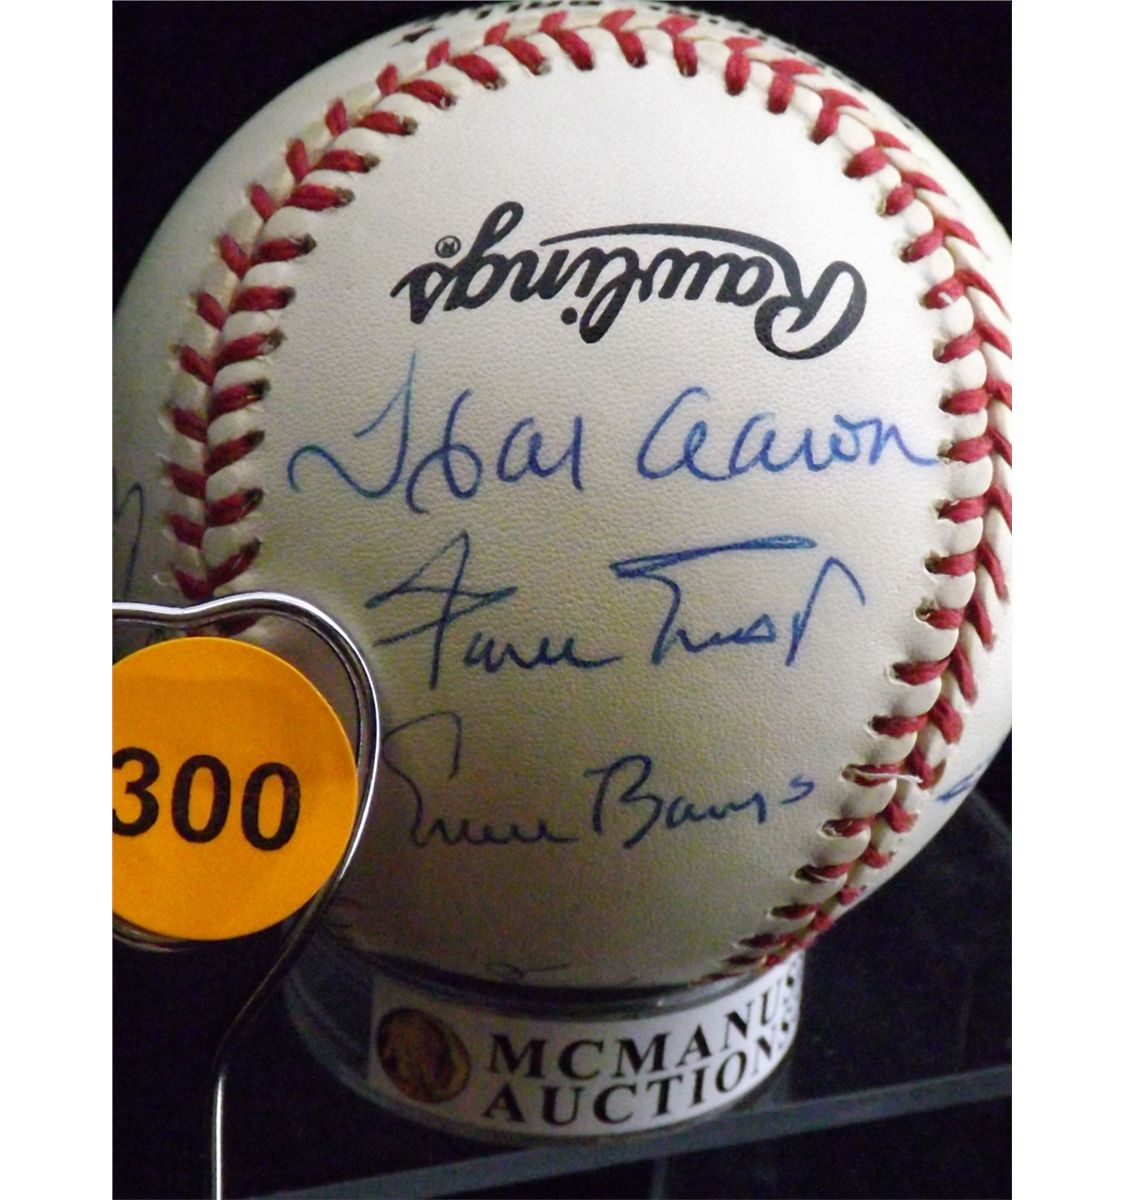 Rawlings®
Hank Aaron
Ernie Banks
300
MCMANUS
AUCTIONS